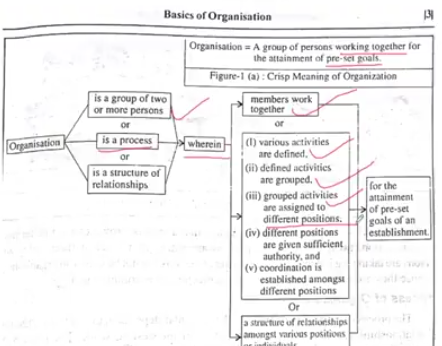 Basics of Organisation
|3|
Organisation = A group of persons working together for
the attainment of pre-set goals.
Figure-1 (a) : Crisp Meaning of Organization
Organisation
is a group of two
or more persons
or
is a process
or
is a structure of
relationships
wherein
members work
together
or
(i) various activities
are defined,
(ii) defined activities
are grouped,
(iii) grouped activities
are assigned to
different positions.
(iv) different positions
are given sufficient
authority, and
(v) coordination is
established amongst
different positions
Or
a structure of relationships
amongst various positions
or individuals
for the
attainment
of pre-set
goals of an
establishment.